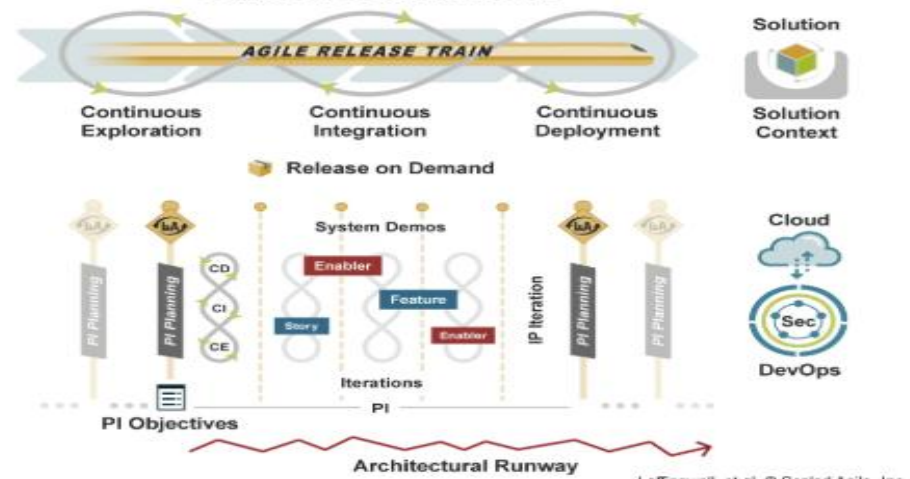 AGILE RELEASE TRAIN
Continuous
Exploration
Continuous
Integration
Continuous
Deployment
Solution
Solution
Context
Release on Demand
PI Planning
PI Planning
CD
CI
CE
System Demos
Enabler
Feature
Story
Enabler
IP Iteration
PI Planning
PI Planning
Cloud
Sec
DevOps
Iterations
PI
PI Objectives
Architectural Runway